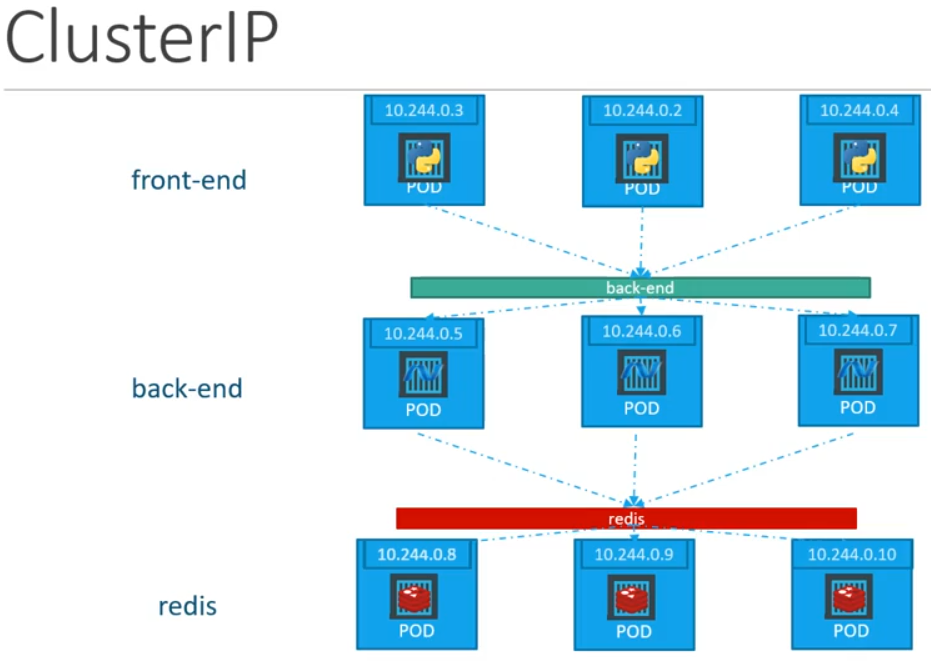 ClusterIP
front-end
10.244.0.3
POD
10.244.0.2
POD
10.244.0.4
POD
back-end
back-end
10.244.0.5
POD
10.244.0.6
POD
10.244.0.7
POD
redis
redis
10.244.0.8
POD
10.244.0.9
POD
10.244.0.10
POD